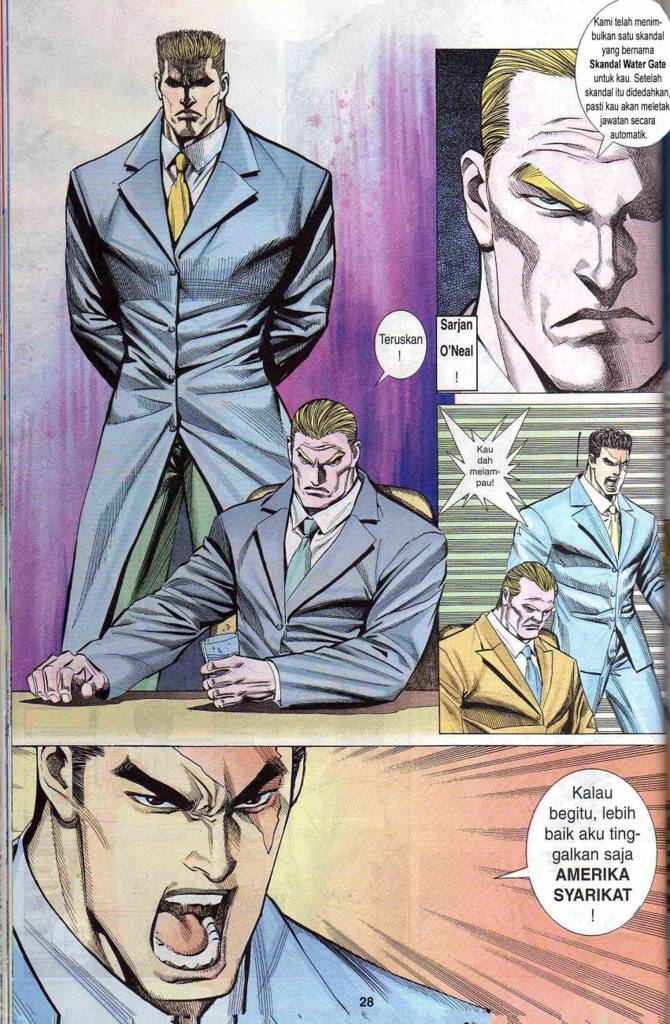 Kami telah menim-
bulkan satu skandal
yang bernama
Skandal Water Gate
untuk kau. Setelah
skandal itu didedahkan,
pasti kau akan meletak
jawatan secara
automatik.
Teruskan
!
Sarjan
O'Neal
!
Kau
dah
melam-
pau!
Kalau
begitu, lebih
baik aku ting-
galkan saja
AMERIKA
SYARIKAT
!
28